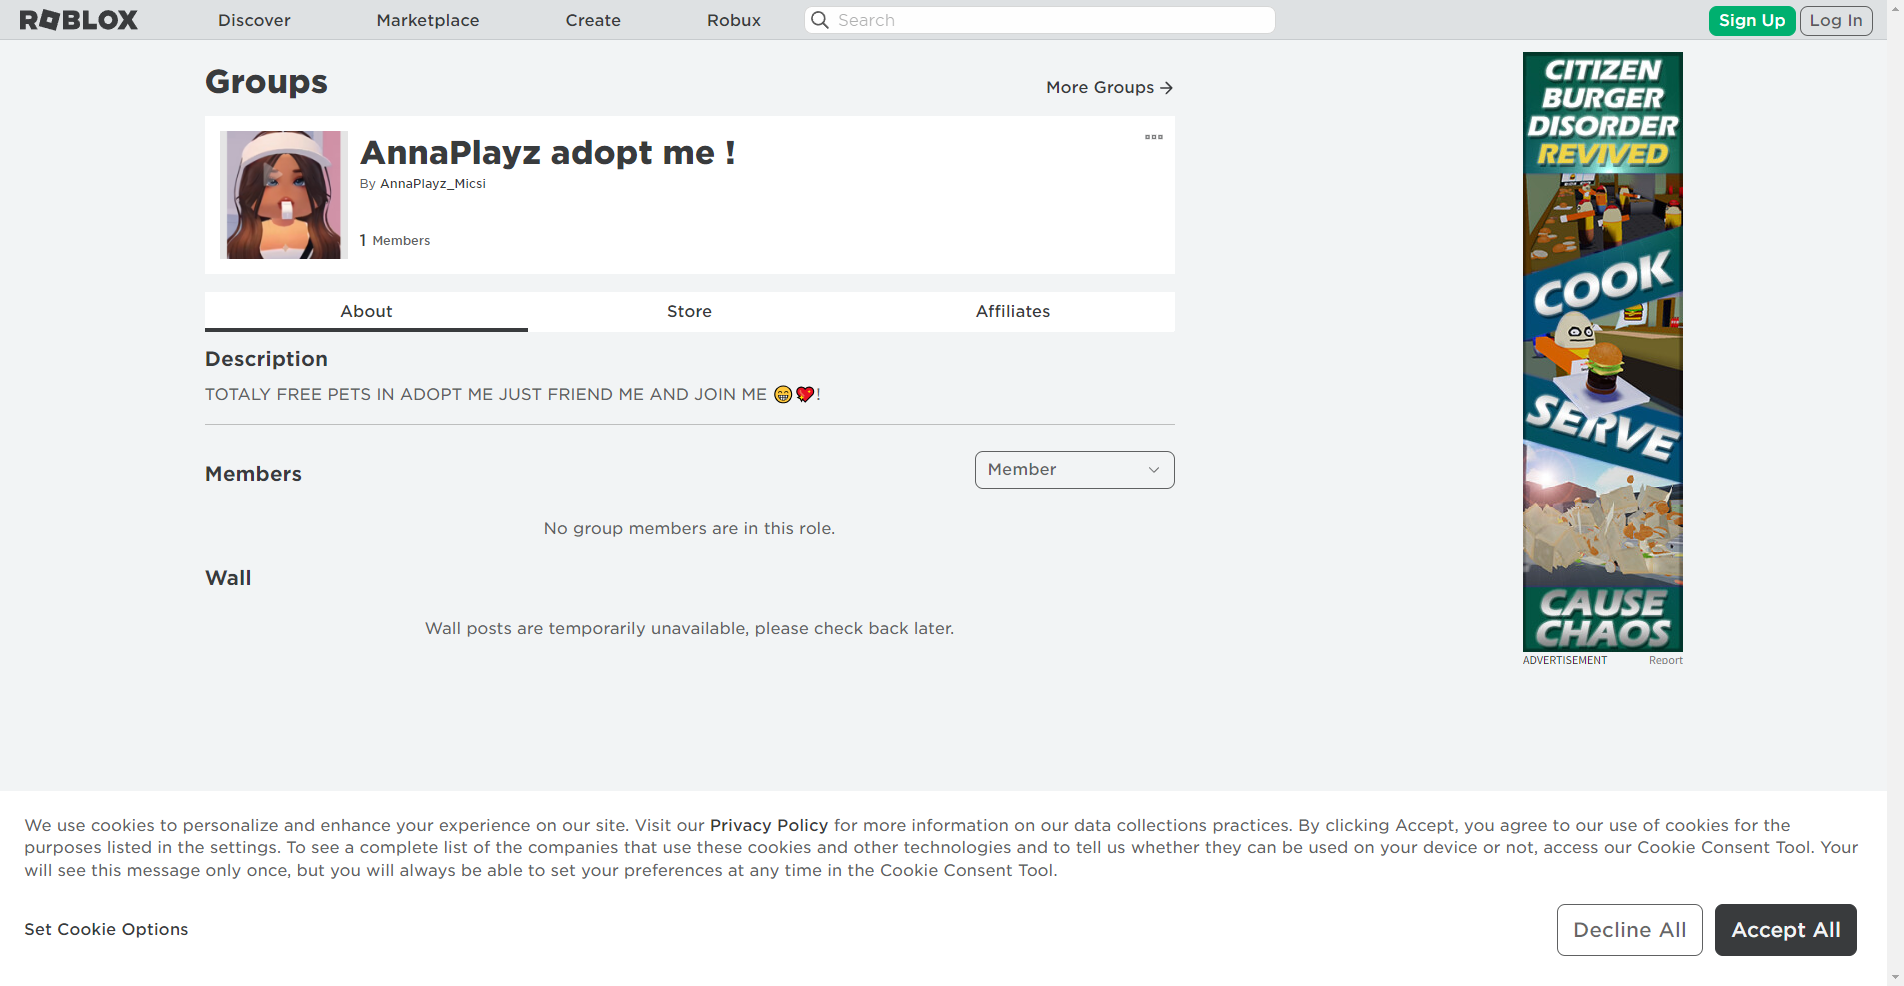 ROBLOX Discover Marketplace Create Robux Search Sign Up Log In
Groups
More Groups →
AnnaPlayz adopt me !
By AnnaPlayz_Micsi
1 Members
About Store Affiliates
Description
TOTALY FREE PETS IN ADOPT ME JUST FRIEND ME AND JOIN ME 😁💘!
Members
Member
No group members are in this role.
Wall
Wall posts are temporarily unavailable, please check back later.
CITIZEN
BURGER
DISORDER
REVIVED
COOK
SERVE
CAUSE
CHAOS
ADVERTISEMENT Report
We use cookies to personalize and enhance your experience on our site. Visit our Privacy Policy for more information on our data collections practices. By clicking Accept, you agree to our use of cookies for the
purposes listed in the settings. To see a complete list of the companies that use these cookies and other technologies and to tell us whether they can be used on your device or not, access our Cookie Consent Tool. Your
will see this message only once, but you will always be able to set your preferences at any time in the Cookie Consent Tool.
Set Cookie Options
Decline All
Accept All